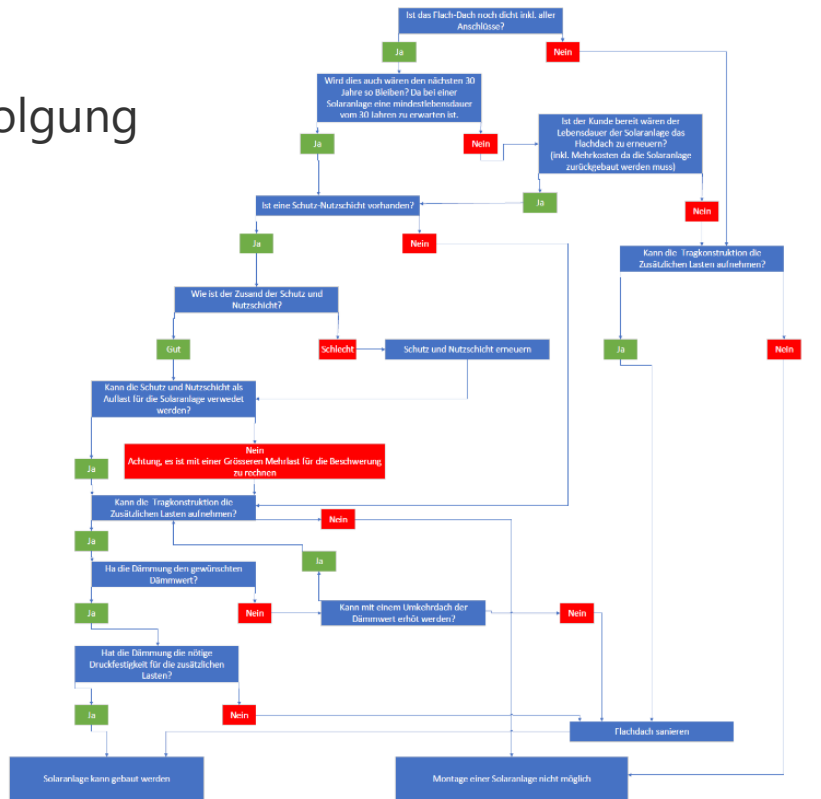 Ist das Flach-Dach noch dicht inkl. aller
Anschlüsse?
Ja
Nein
olgung
Wird dies auch wären den nächsten 30
Jahre so Bleiben? Da bei einer
Solaranlage eine mindestlebensdauer
vom 30 Jahren zu erwarten ist.
Ja
Nein
Ist der Kunde bereit wären der
Lebensdauer der Solaranlage das
Flachdach zu erneuern?
(inkl. Mehrkosten da die Solaranlage
zurückgebaut werden muss)
Ja
Nein
Ist eine Schutz-Nutzschicht vorhanden?
Ja
Nein
Kann die Tragkonstruktion die
Zusätzlichen Lasten aufnehmen?
Ja
Nein
Wie ist der Zusand der Schutz und
Nutzschicht?
Gut
Schlecht
Schutz und Nutzschicht erneuern
Kann die Schutz und Nutzschicht als
Auflast für die Solaranlage verwedet
werden?
Ja
Nein
Achtung, es ist mit einer Grösseren Mehrlast für die Beschwerung
zu rechnen
Kann die Tragkonstruktion die
Zusätzlichen Lasten aufnehmen?
Nein
Ja
Ja
Ha die Dämmung den gewünschten
Dämmwert?
Ja
Nein
Kann mit einem Umkehrdach der
Dämmwert erhöt werden?
Nein
Hat die Dämmung die nötige
Druckfestigkeit für die zusätzlichen
Lasten?
Ja
Nein
Flachdach sanieren
Solaranlage kann gebaut werden
Montage einer Solaranlage nicht möglich